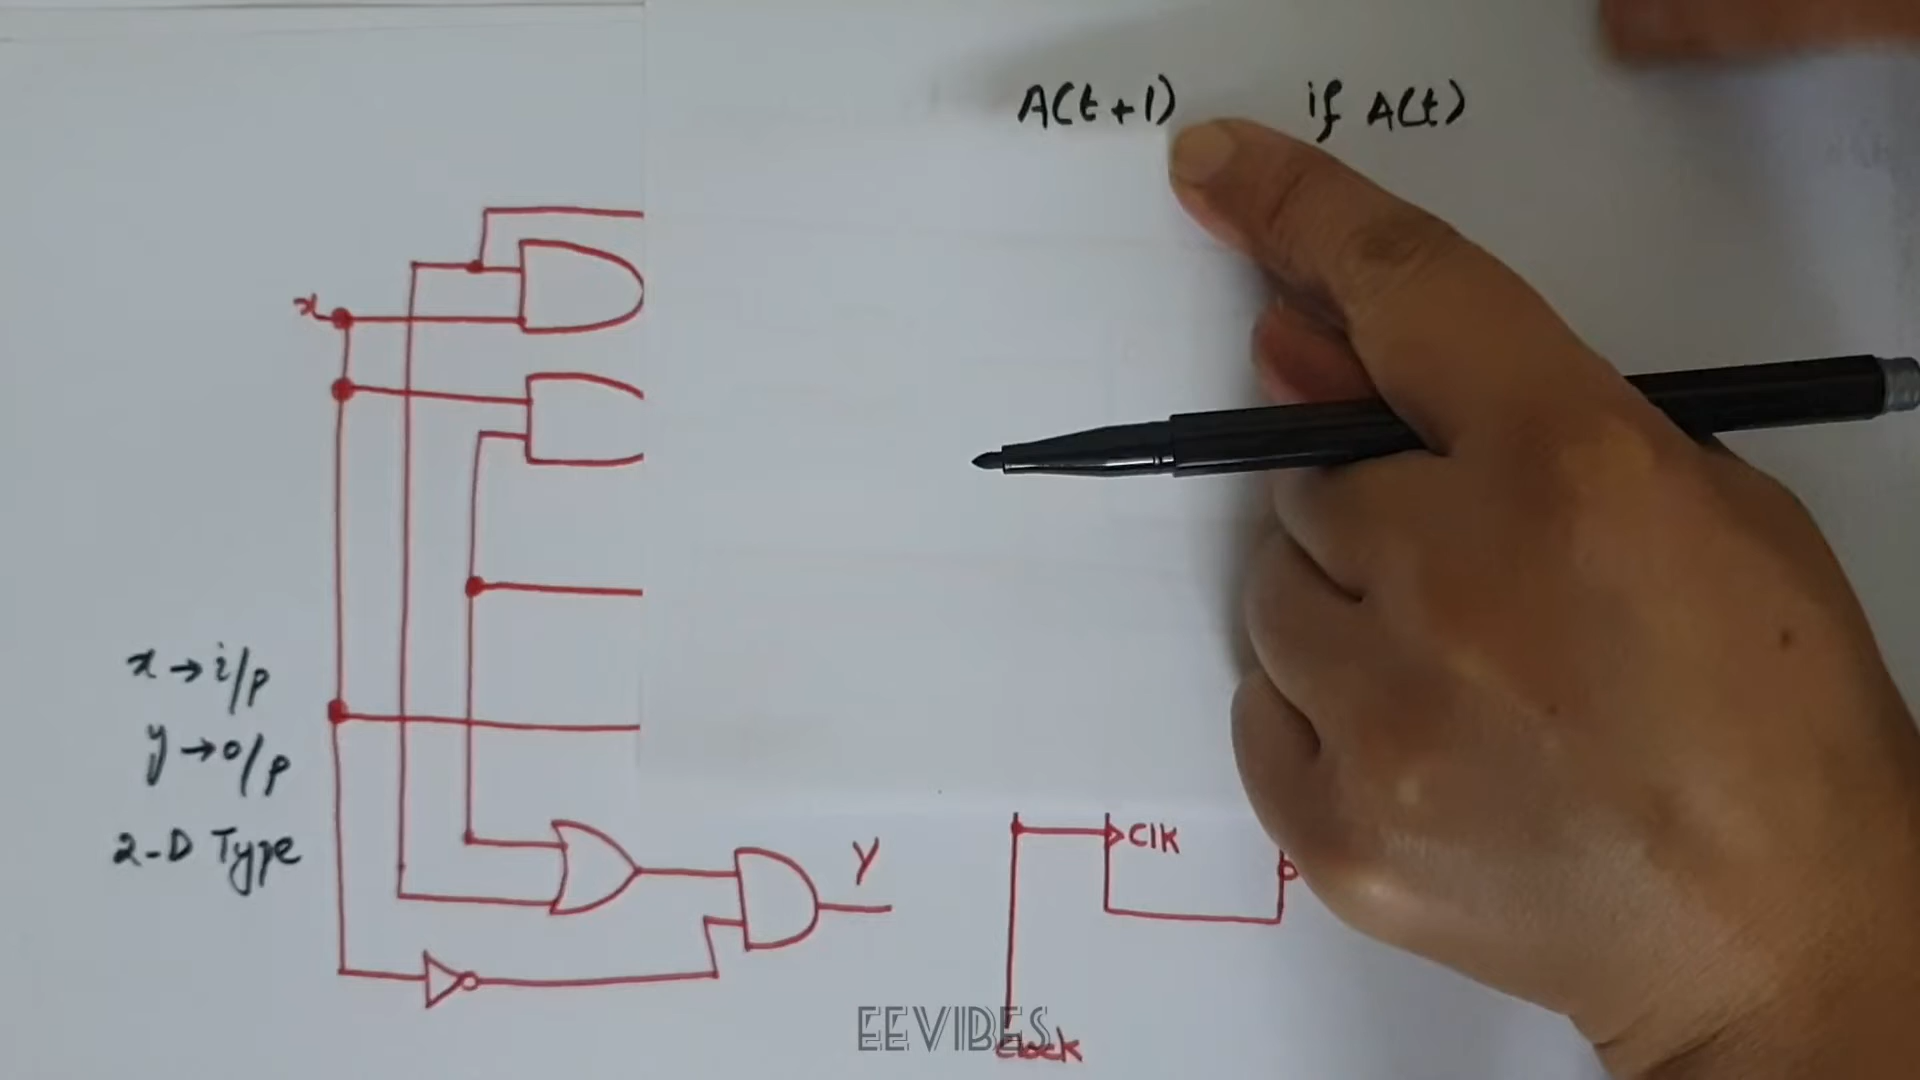 A(t+1) if A(t)
x
x → i/p
y → o/p
2-D Type
Y
Clk
Clock
EEVIBES